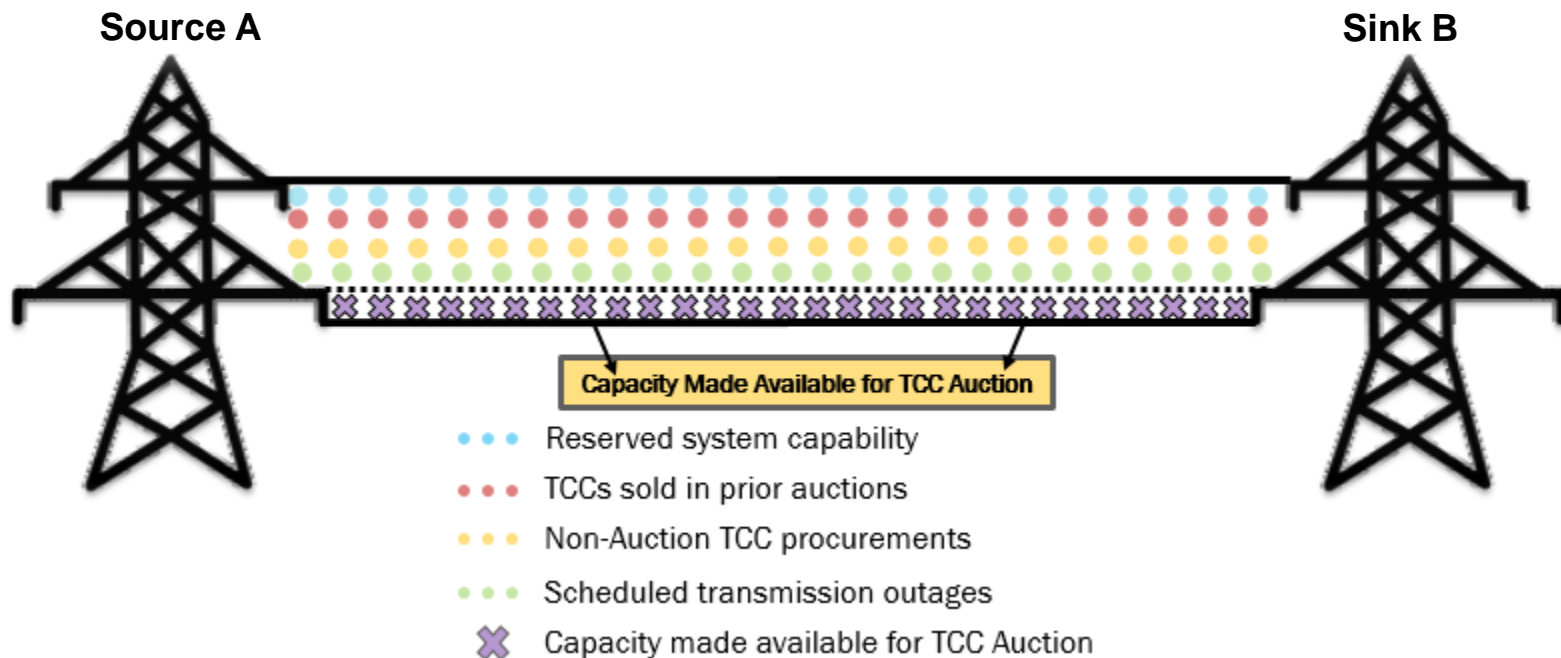 Source A
Sink B
Capacity Made Available for TCC Auction
Reserved system capability
TCCs sold in prior auctions
Non-Auction TCC procurements
Scheduled transmission outages
Capacity made available for TCC Auction